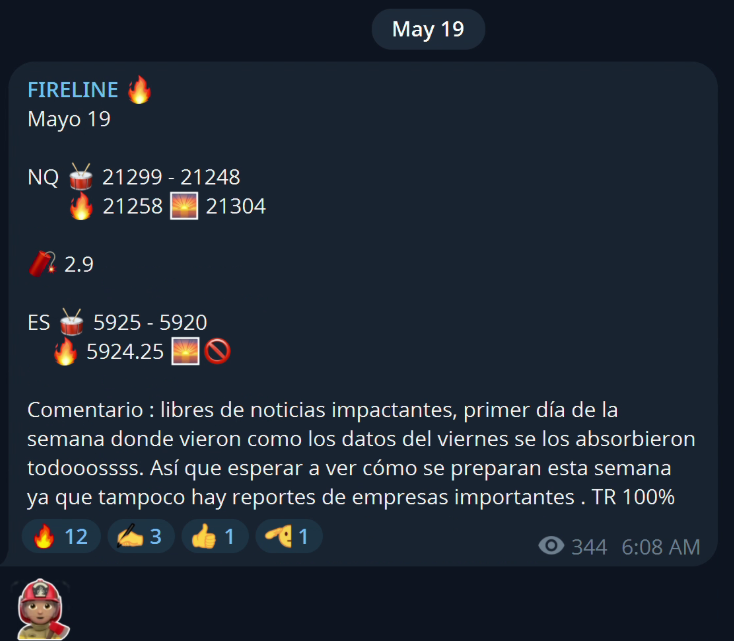 May 19
FIRELINE 🔥
Mayo 19
NQ 🥁 21299 - 21248
🔥 21258 🌅 21304
🧨 2.9
ES 🥁 5925 - 5920
🔥 5924.25 🌅🚫
Comentario : libres de noticias impactantes, primer día de la
semana donde vieron como los datos del viernes se los absorbieron
todooossss. Así que esperar a ver cómo se preparan esta semana
ya que tampoco hay reportes de empresas importantes . TR 100%
🔥 12 ✍️ 3 👍 1 🫡 1 344 6:08 AM